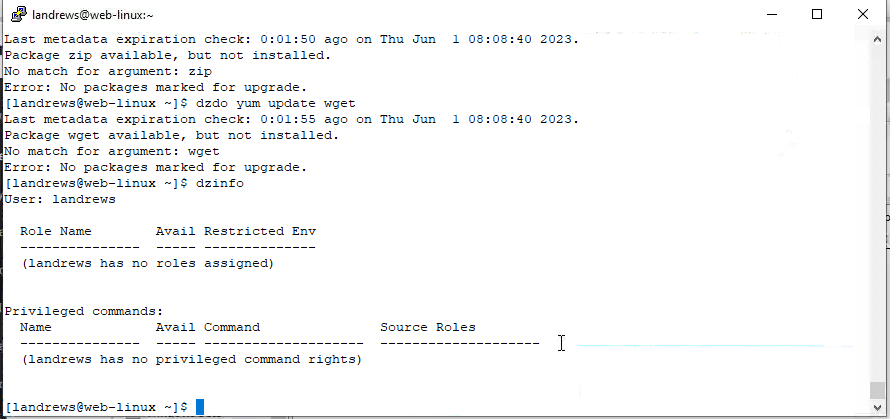 landrews@web-linux:~
Last metadata expiration check: 0:01:50 ago on Thu Jun  1 08:08:40 2023.
Package zip available, but not installed.
No match for argument: zip
Error: No packages marked for upgrade.
[landrews@web-linux ~]$ dzdo yum update wget
Last metadata expiration check: 0:01:55 ago on Thu Jun  1 08:08:40 2023.
Package wget available, but not installed.
No match for argument: wget
Error: No packages marked for upgrade.
[landrews@web-linux ~]$ dzinfo
User: landrews
Role Name        Avail Restricted Env
---------------  ----- --------------
(landrews has no roles assigned)
Privileged commands:
Name             Avail Command               Source Roles
---------------  ----- --------------------  --------------------
(landrews has no privileged command rights)
[landrews@web-linux ~]$